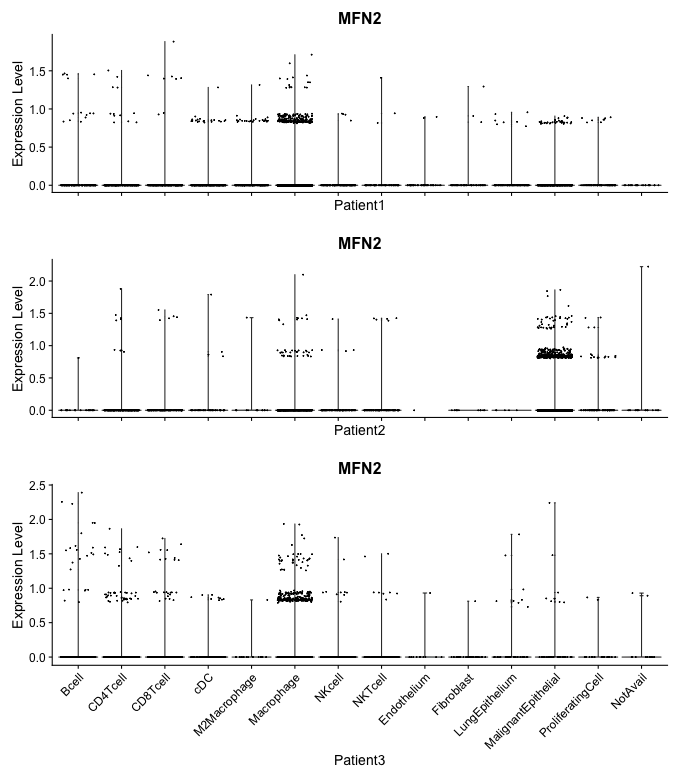 MFN2
Expression Level
1.5
1.0
0.5
0.0
Patient1
MFN2
Expression Level
2.0
1.5
1.0
0.5
0.0
Patient2
MFN2
Expression Level
2.5
2.0
1.5
1.0
0.5
0.0
Bcell
CD4Tcell
CD8Tcell
cDC
M2Macrophage
Macrophage
NKcell
NKTcell
Endothelium
Fibroblast
LungEpithelium
MalignantEpithelial
ProliferatingCell
NotAvail
Patient3